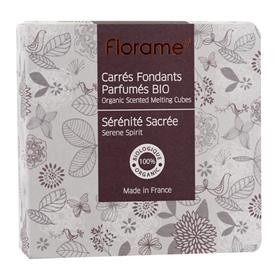 Florame
Carrés Fondants
Parfumés BIO
Organic Scented Melting Cubes
Sérénité Sacrée
Serene Spirit
BIOLOGIQUE
100%
ORGANIC
Made in France